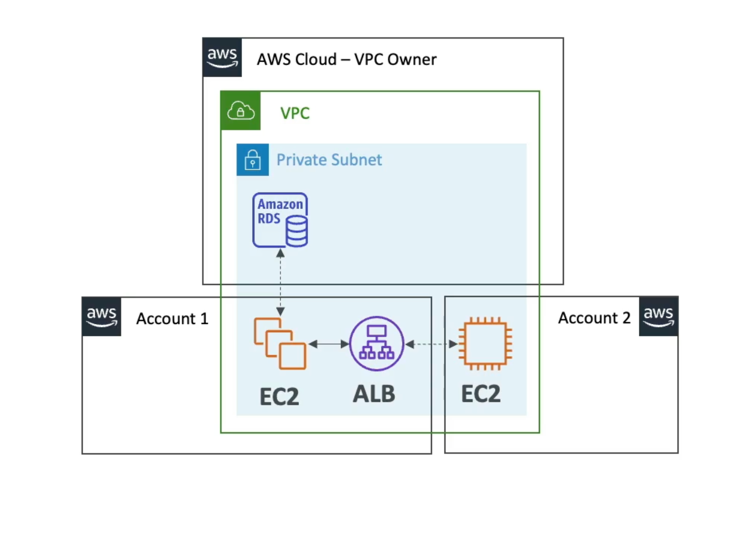 aws
AWS Cloud – VPC Owner
VPC
Private Subnet
Amazon
RDS
aws
Account 1
Account 2
aws
EC2
ALB
EC2